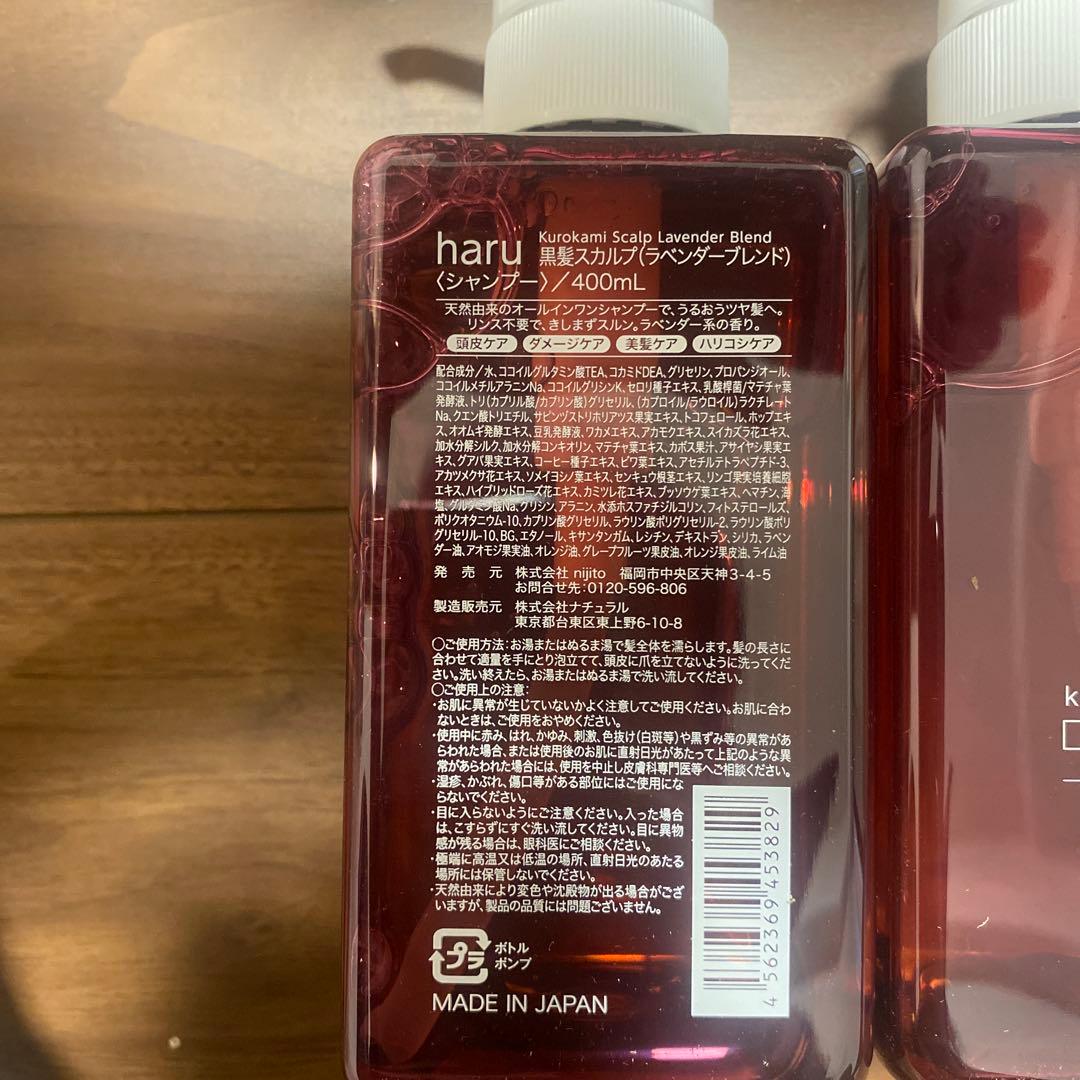 haru Kurokami Scalp Lavender Blend
黒髪スカルプ(ラベンダーブレンド)
〈シャンプー〉／400mL
天然由来のオールインワンシャンプーで、うるおうツヤ髪へ。
リンス不要で、きしまずスルン。ラベンダー系の香り。
頭皮ケア ダメージケア 美髪ケア ハリコシケア
配合成分／水、ココイルグルタミン酸TEA、コカミドDEA、グリセリン、プロパンジオール、
ココイルメチルアラニンNa、ココイルグリシンK、セロリ種子エキス、乳酸桿菌/マテチャ葉
発酵液、トリ(カプリル酸/カプリン酸)グリセリル、(カプロイル/ラウロイル)ラクチレート
Na、クエン酸トリエチル、サピンヅストリホリアツス果実エキス、トコフェロール、ホップエキ
ス、オオムギ発酵エキス、豆乳発酵液、ワカメエキス、アカモクエキス、スイカズラ花エキス、
加水分解シルク、加水分解コンキオリン、マテチャ葉エキス、カボス果汁、アサイヤシ果実エ
キス、グアバ果実エキス、コーヒー種子エキス、ビワ葉エキス、アセチルテトラペプチド-3、
アカツメクサ花エキス、ソメイヨシノ葉エキス、センキュウ根茎エキス、リンゴ果実培養細胞
エキス、ハイブリッドローズ花エキス、カミツレ花エキス、ブッソウゲ葉エキス、ヘマチン、海
塩、グルタミン酸Na、グリシン、アラニン、水添ホスファチジルコリン、フィトステロールズ、
ポリクオタニウム-10、カプリン酸グリセリル、ラウリン酸ポリグリセリル-2、ラウリン酸ポリ
グリセリル-10、BG、エタノール、キサンタンガム、レシチン、デキストラン、シリカ、ラベン
ダー油、アオモジ果実油、オレンジ油、グレープフルーツ果皮油、オレンジ果皮油、ライム油
発売元 株式会社 nijito 福岡市中央区天神3-4-5
お問合せ先:0120-596-806
製造販売元 株式会社ナチュラル
東京都台東区東上野6-10-8
〇ご使用方法:お湯またはぬるま湯で髪全体を濡らします。髪の長さに
合わせて適量を手にとり泡立てて、頭皮に爪を立てないように洗ってくだ
さい。洗い終えたら、お湯またはぬるま湯で洗い流してください。
〇ご使用上の注意:
・お肌に異常が生じていないかよく注意してご使用ください。お肌に合わ
ないときは、ご使用をおやめください。
・使用中に赤み、はれ、かゆみ、刺激、色抜け(白斑等)や黒ずみ等の異常があ
らわれた場合、または使用後のお肌に直射日光があたって上記のような異
常があらわれた場合には、使用を中止し皮膚科専門医等へご相談ください。
・湿疹、かぶれ、傷口等がある部位にはご使用にな
らないでください。
・目に入らないようにご注意ください。入った場合
は、こすらずにすぐ洗い流してください。目に異物
感が残る場合は、眼科医にご相談ください。
・極端に高温又は低温の場所、直射日光のあたる
場所には保管しないでください。
・天然由来により変色や沈殿物が出る場合がござ
いますが、製品の品質には問題ございません。
4 562369 453829
プラ ボトル
ポンプ
MADE IN JAPAN